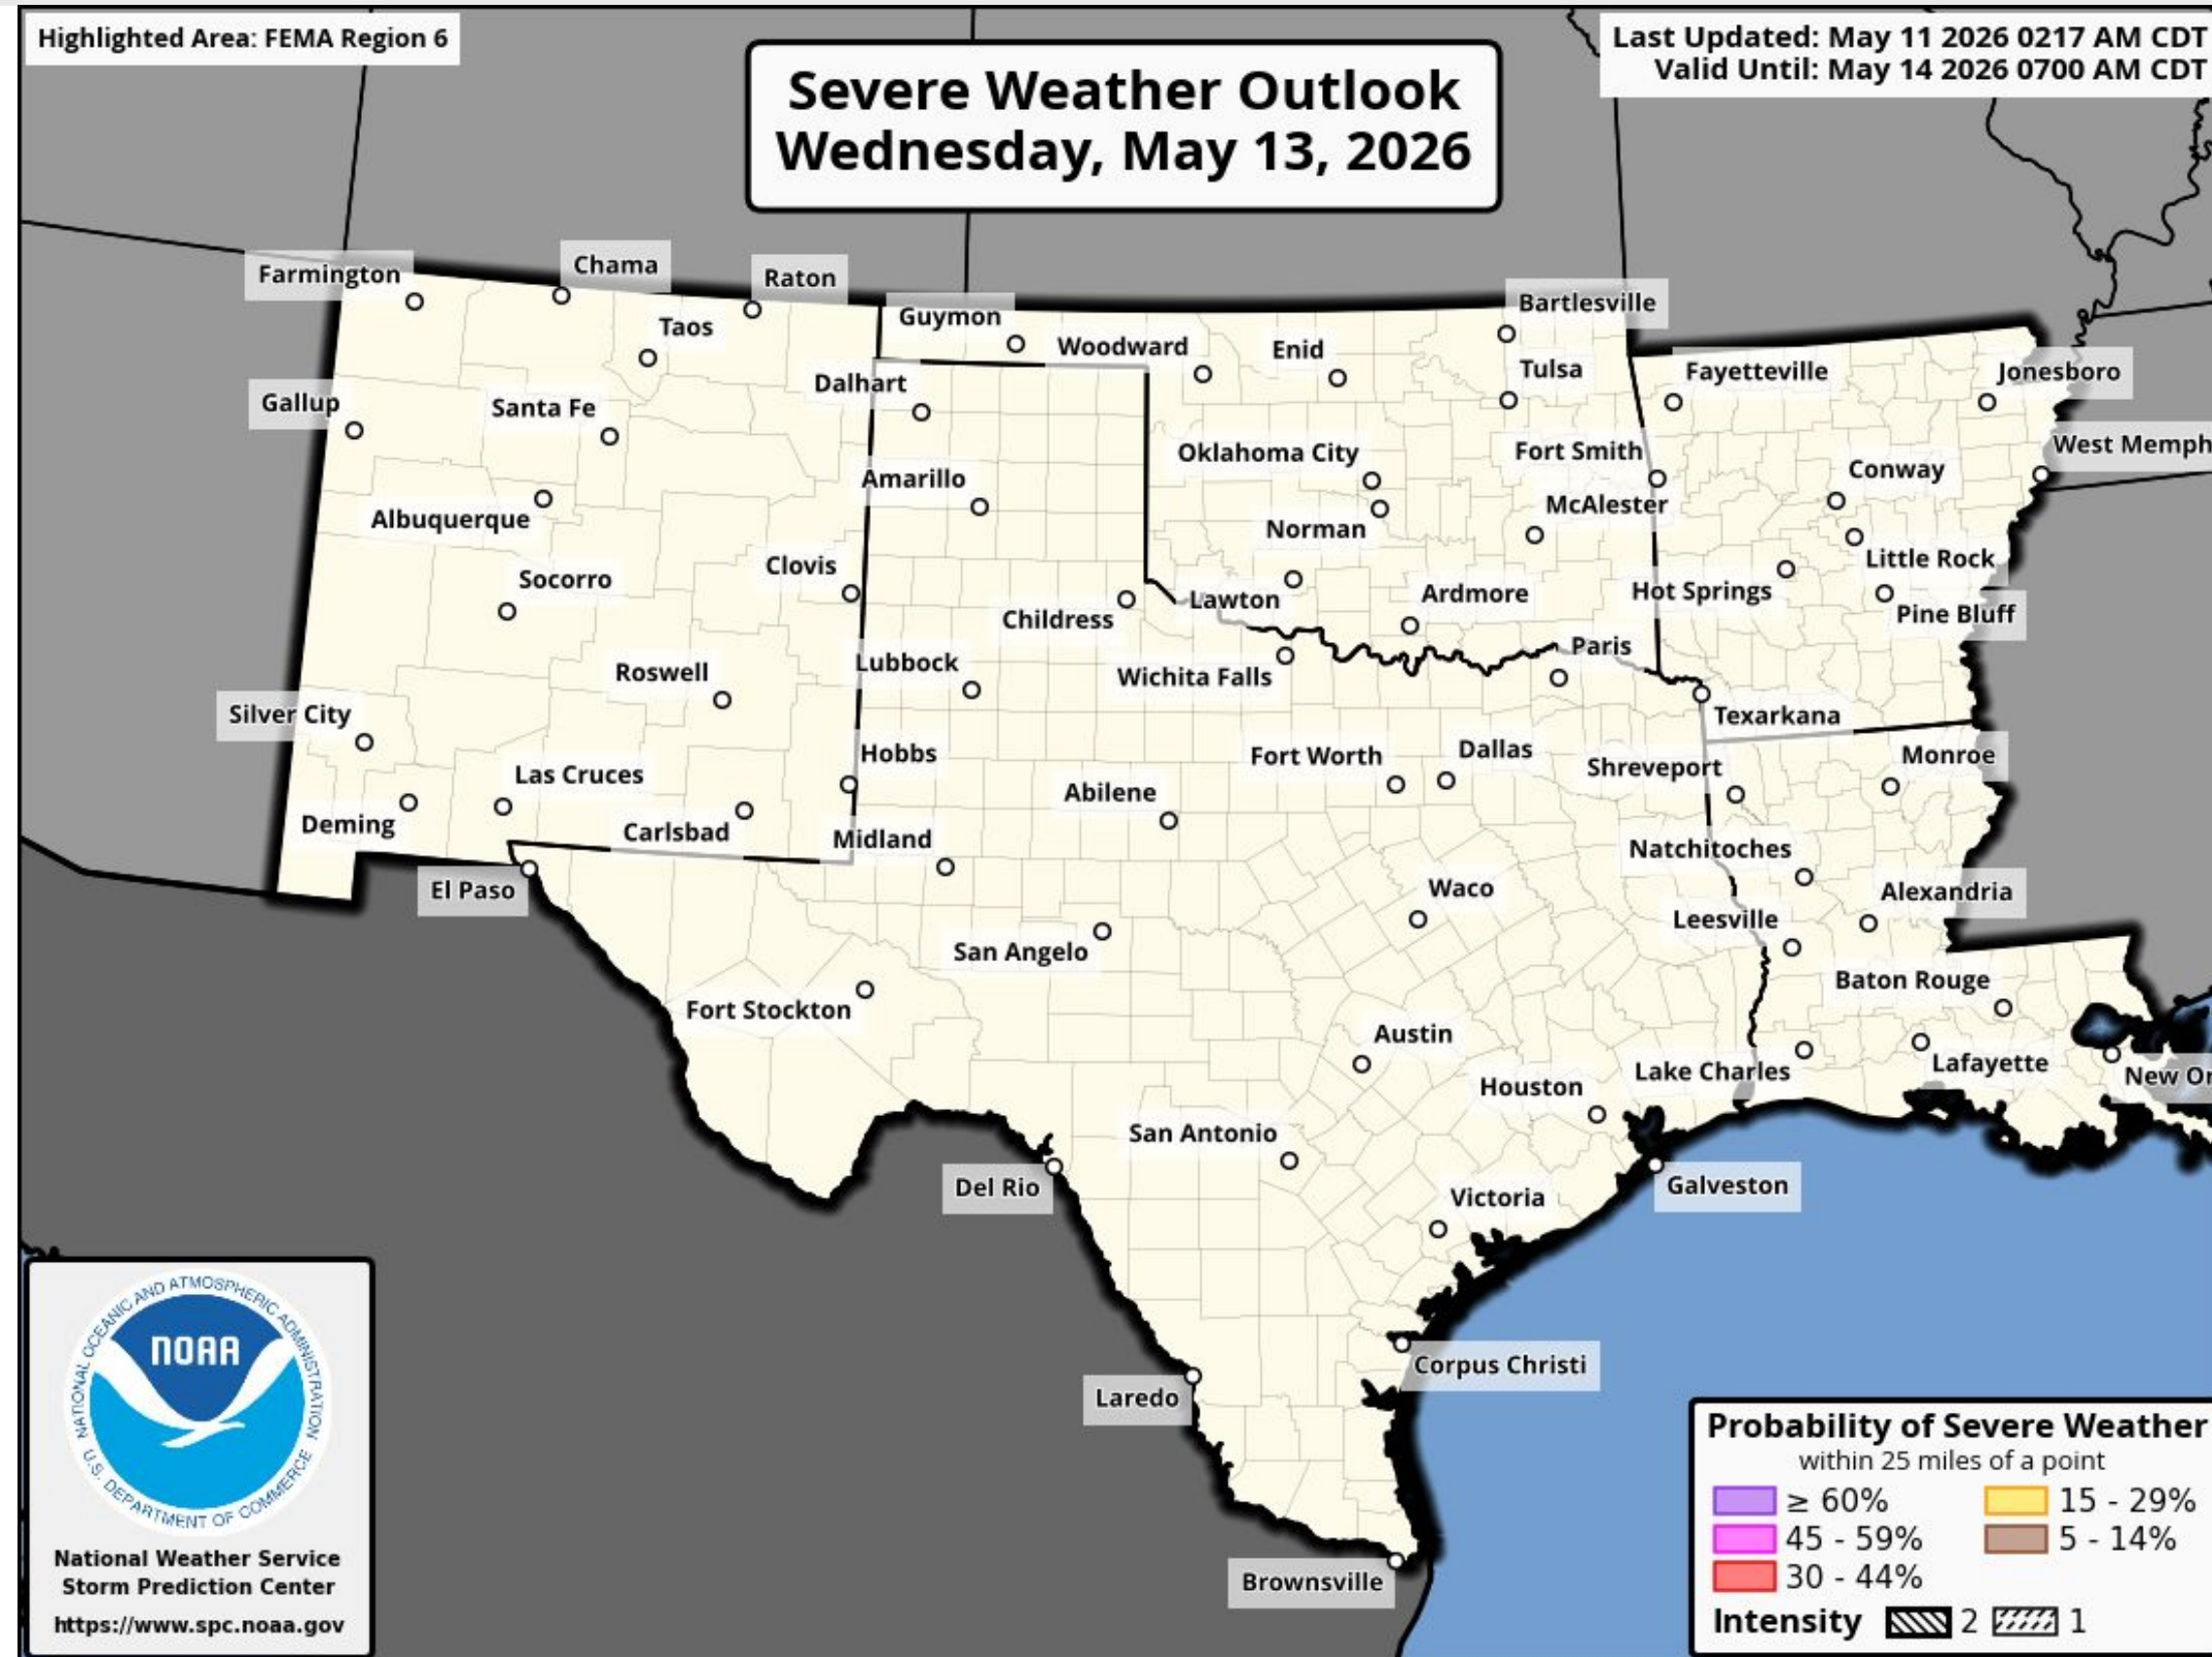 Highlighted Area: FEMA Region 6
Last Updated: May 11 2026 0217 AM CDT
Valid Until: May 14 2026 0700 AM CDT
Severe Weather Outlook
Wednesday, May 13, 2026
Farmington
Chama
Raton
Taos
Guymon
Woodward
Enid
Bartlesville
Tulsa
Fayetteville
Jonesboro
Gallup
Santa Fe
Dalhart
Oklahoma City
Fort Smith
West Memph
Amarillo
Conway
Albuquerque
Norman
McAlester
Little Rock
Socorro
Clovis
Childress
Lawton
Ardmore
Hot Springs
Pine Bluff
Roswell
Lubbock
Wichita Falls
Paris
Silver City
Texarkana
Las Cruces
Hobbs
Fort Worth
Dallas
Shreveport
Monroe
Deming
Carlsbad
Midland
Abilene
Natchitoches
El Paso
Waco
Alexandria
San Angelo
Leesville
Fort Stockton
Baton Rouge
Austin
Houston
Lake Charles
Lafayette
New Or
San Antonio
Del Rio
Victoria
Galveston
Corpus Christi
Laredo
Brownsville
NATIONAL OCEANIC AND ATMOSPHERIC ADMINISTRATION
NOAA
U.S. DEPARTMENT OF COMMERCE
National Weather Service
Storm Prediction Center
https://www.spc.noaa.gov
Probability of Severe Weather
within 25 miles of a point
≥ 60% 15 - 29%
45 - 59% 5 - 14%
30 - 44%
Intensity 2 1